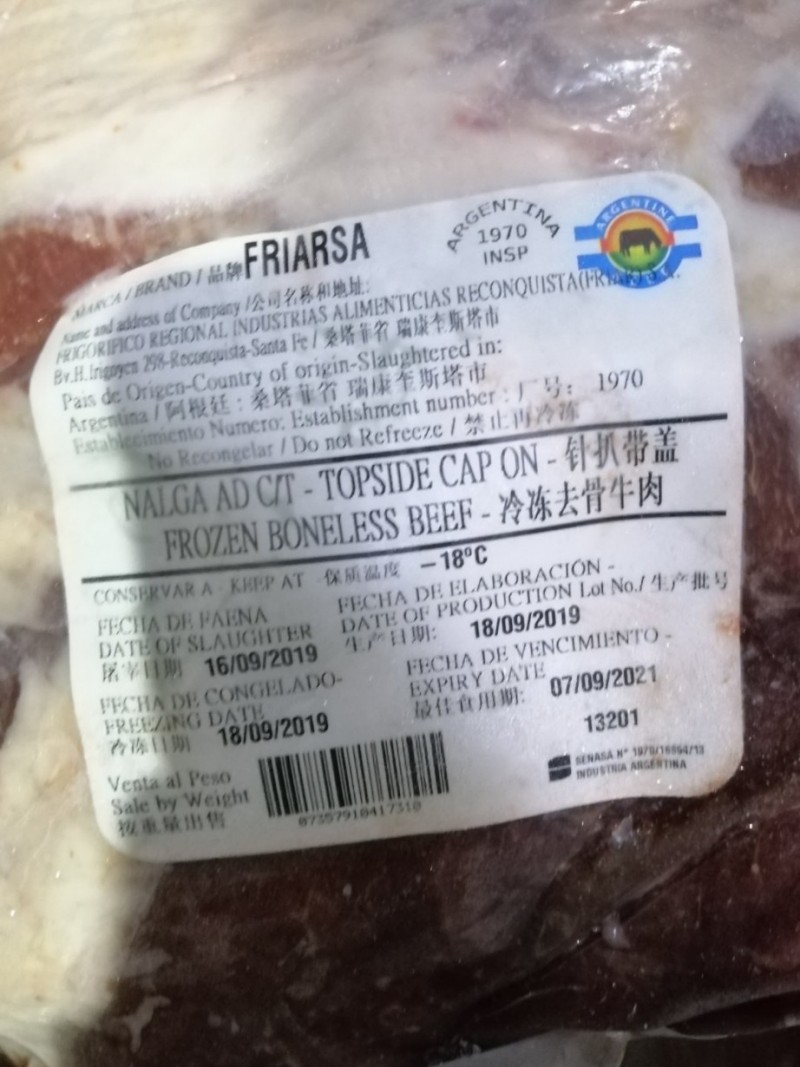 MARCA / BRAND / 品牌 FRIARSA
ARGENTINA
1970
INSP
ARGENTINE
Name and address of Company /公司名称和地址:
FRIGORIFICO REGIONAL INDUSTRIAS ALIMENTICIAS RECONQUISTA(FRIAR)S.A.
Bv.H.Irigoyen 298-Reconquista-Santa Fe / 桑塔菲省 瑞康奎斯塔市
Pais de Origen-Country of origin-Slaughtered in:
Argentina / 阿根廷 : 桑塔菲省 瑞康奎斯塔市
Establecimiento Numero: Establishment number : 厂号: 1970
No Recongelar / Do not Refreeze / 禁止再冷冻
NALGA AD C/T - TOPSIDE CAP ON - 针扒带盖
FROZEN BONELESS BEEF - 冷冻去骨牛肉
CONSERVAR A - KEEP AT -保质温度 -18ºC
FECHA DE FAENA
DATE OF SLAUGHTER
屠宰日期 16/09/2019
FECHA DE ELABORACIÓN -
DATE OF PRODUCTION Lot No./ 生产批号
生产日期: 18/09/2019
FECHA DE CONGELADO-
FREEZING DATE
冷冻日期 18/09/2019
FECHA DE VENCIMIENTO -
EXPIRY DATE
最佳食用期: 07/09/2021
13201
Venta al Peso
Sale by Weight
按重量出售
87357918417310
SENASA Nº
INDUSTRIA ARGENTINA